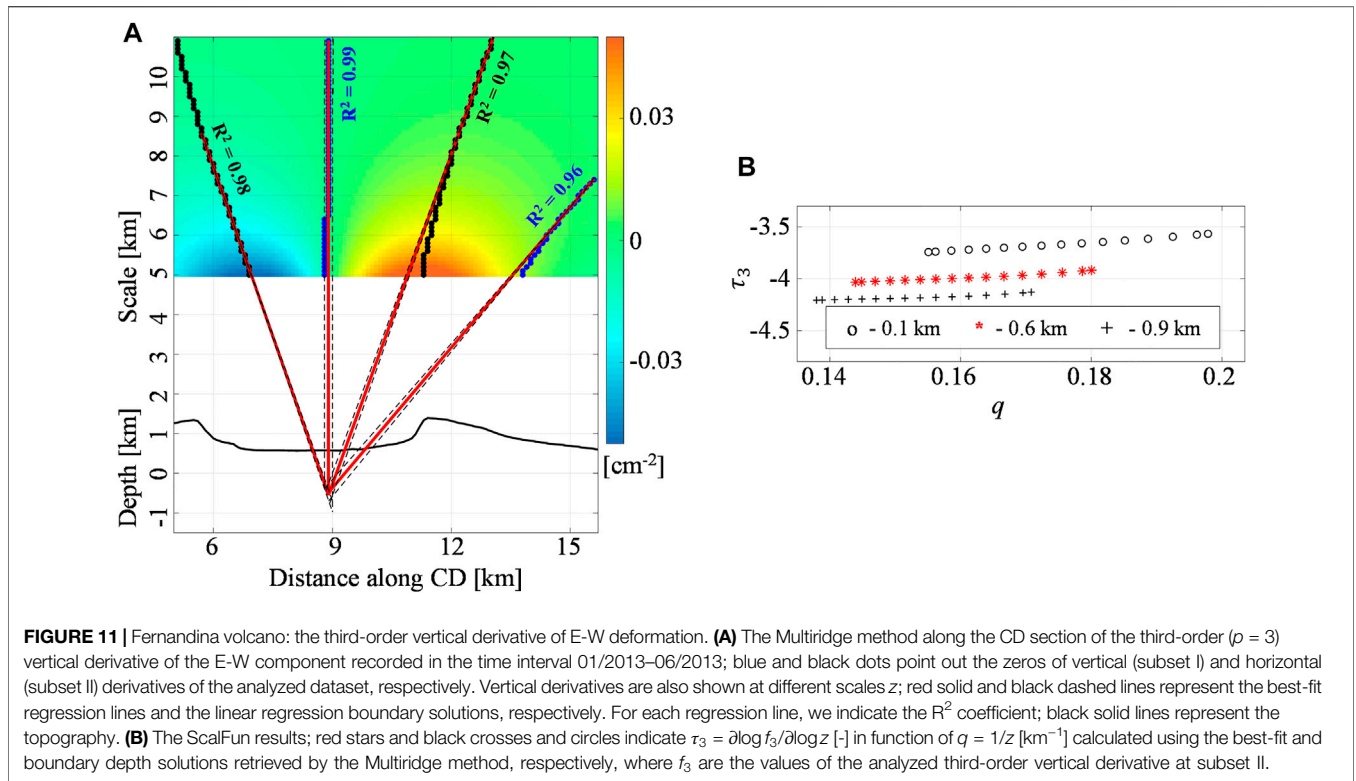 A
10
9
8
7
6
5
4
3
2
1
0
-1
Scale [km]
Depth [km]
6
9
12
15
Distance along CD [km]
R² = 0.98
R² = 0.99
R² = 0.97
R² = 0.96
0.03
0
-0.03
[cm⁻²]
B
-3.5
-4
-4.5
τ₃
o - 0.1 km * - 0.6 km + - 0.9 km
0.14 0.16 0.18 0.2
q
FIGURE 11 | Fernandina volcano: the third-order vertical derivative of E-W deformation. (A) The Multiridge method along the CD section of the third-order (p = 3)
vertical derivative of the E-W component recorded in the time interval 01/2013–06/2013; blue and black dots point out the zeros of vertical (subset I) and horizontal
(subset II) derivatives of the analyzed dataset, respectively. Vertical derivatives are also shown at different scales z; red solid and black dashed lines represent the best-fit
regression lines and the linear regression boundary solutions, respectively. For each regression line, we indicate the R² coefficient; black solid lines represent the
topography. (B) The ScalFun results; red stars and black crosses and circles indicate τ₃ = ∂log f₃/∂log z [-] in function of q = 1/z [km⁻¹] calculated using the best-fit and
boundary depth solutions retrieved by the Multiridge method, respectively, where f₃ are the values of the analyzed third-order vertical derivative at subset II.